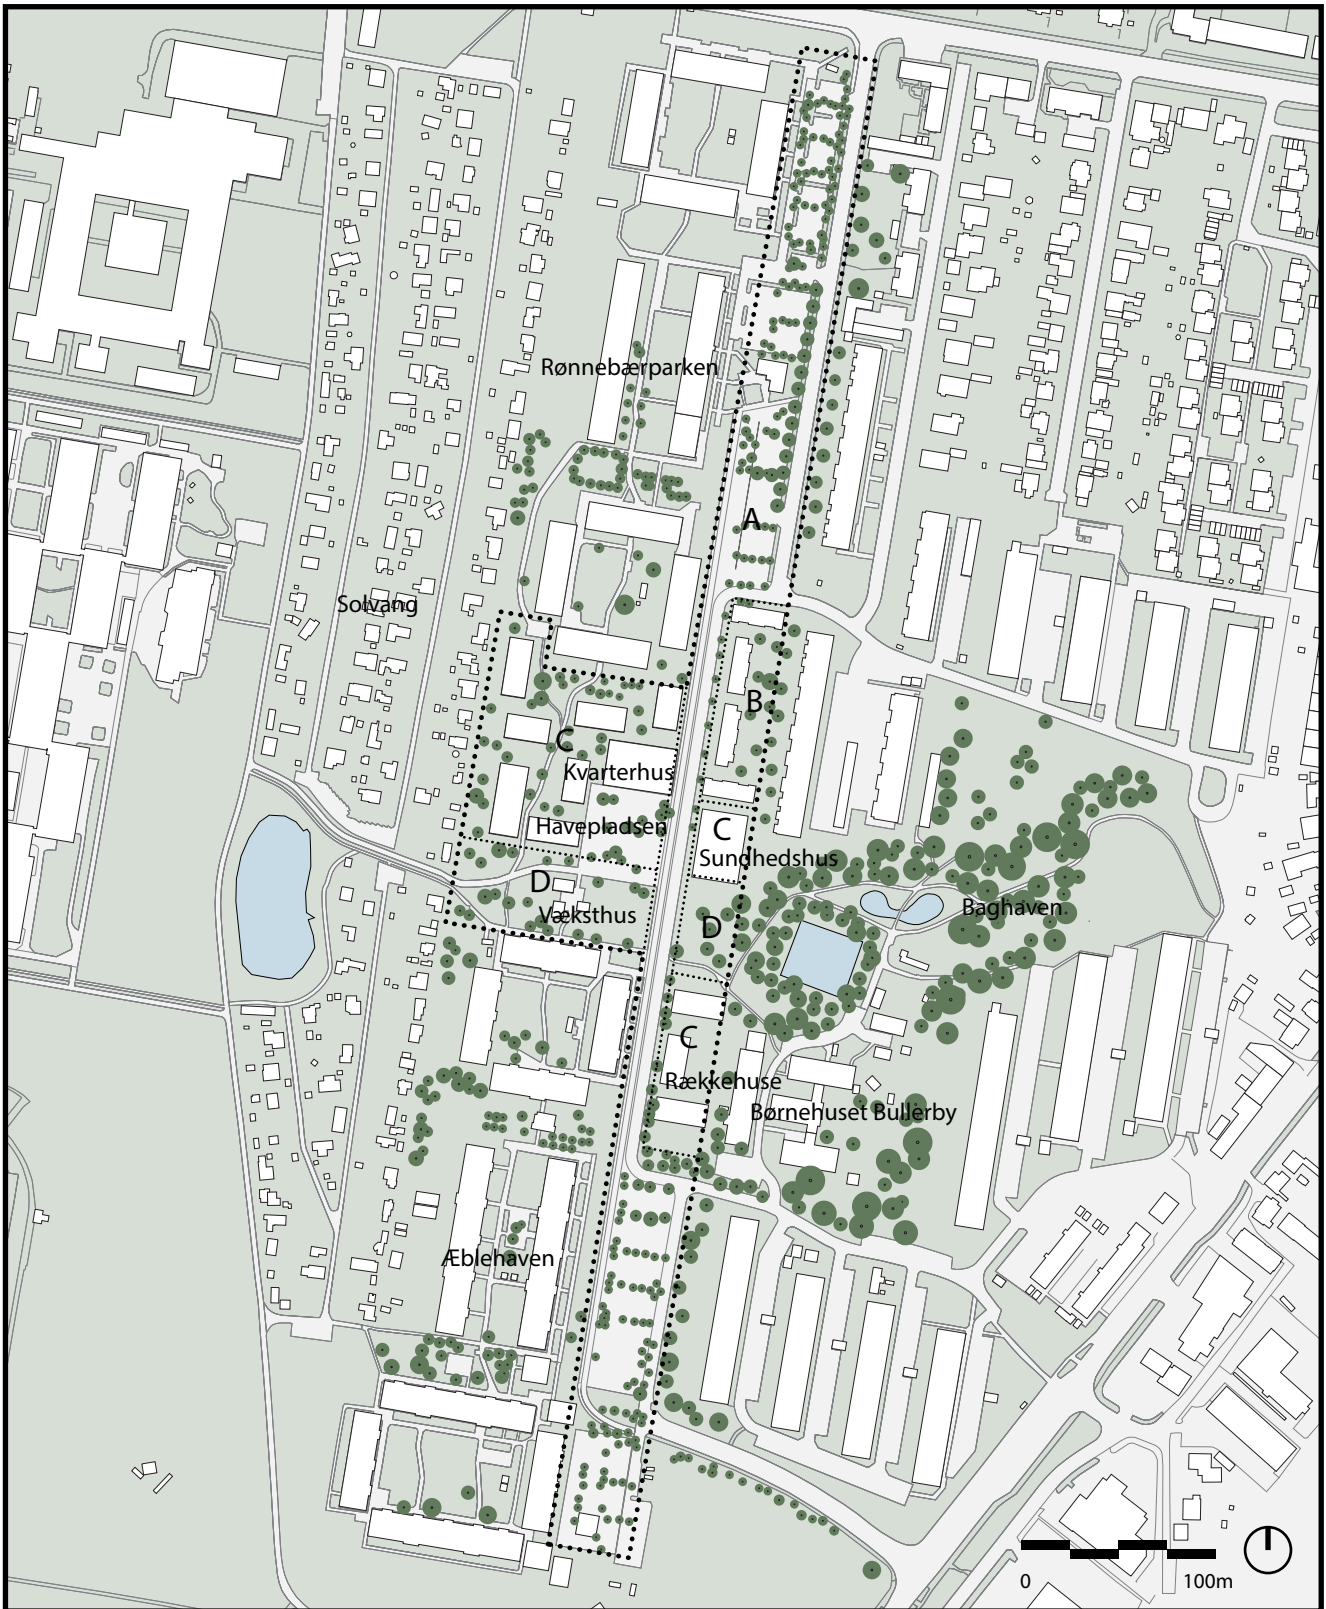 Rønnebærparken
A
Solvang
B
C
Kvarterhus
Havepladsen
C
Sundhedshus
D
Væksthus
D
Baghaven
C
Rækkehuse
Børnehuset Bullerby
Æblehaven
0 100m